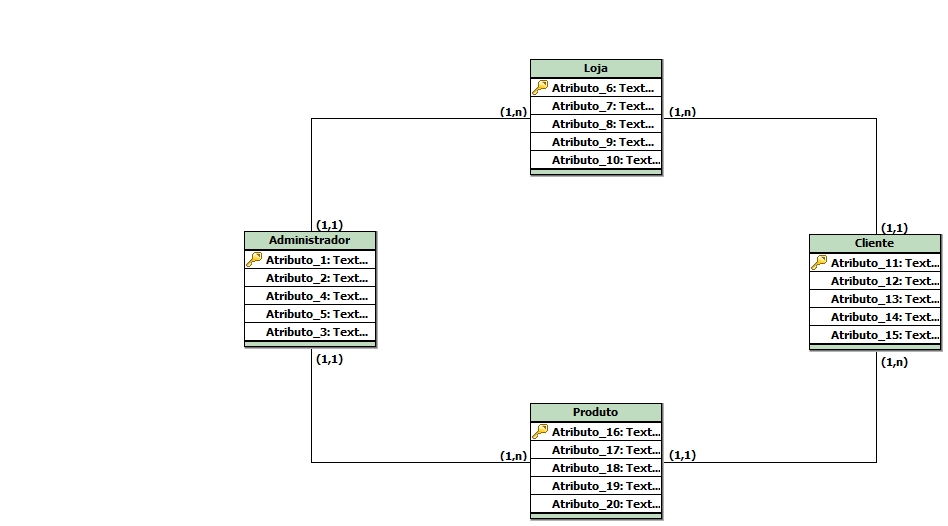 Loja
Atributo_6: Text...
(1,n)
(1,n)
Atributo_7: Text...
Atributo_8: Text...
Atributo_9: Text...
Atributo_10: Text...
(1,1)
(1,1)
Administrador
Atributo_1: Text...
Atributo_2: Text...
Atributo_4: Text...
Atributo_5: Text...
Atributo_3: Text...
(1,1)
Cliente
Atributo_11: Text...
Atributo_12: Text...
Atributo_13: Text...
Atributo_14: Text...
Atributo_15: Text...
(1,n)
Produto
Atributo_16: Text...
Atributo_17: Text...
(1,n)
(1,1)
Atributo_18: Text...
Atributo_19: Text...
Atributo_20: Text...